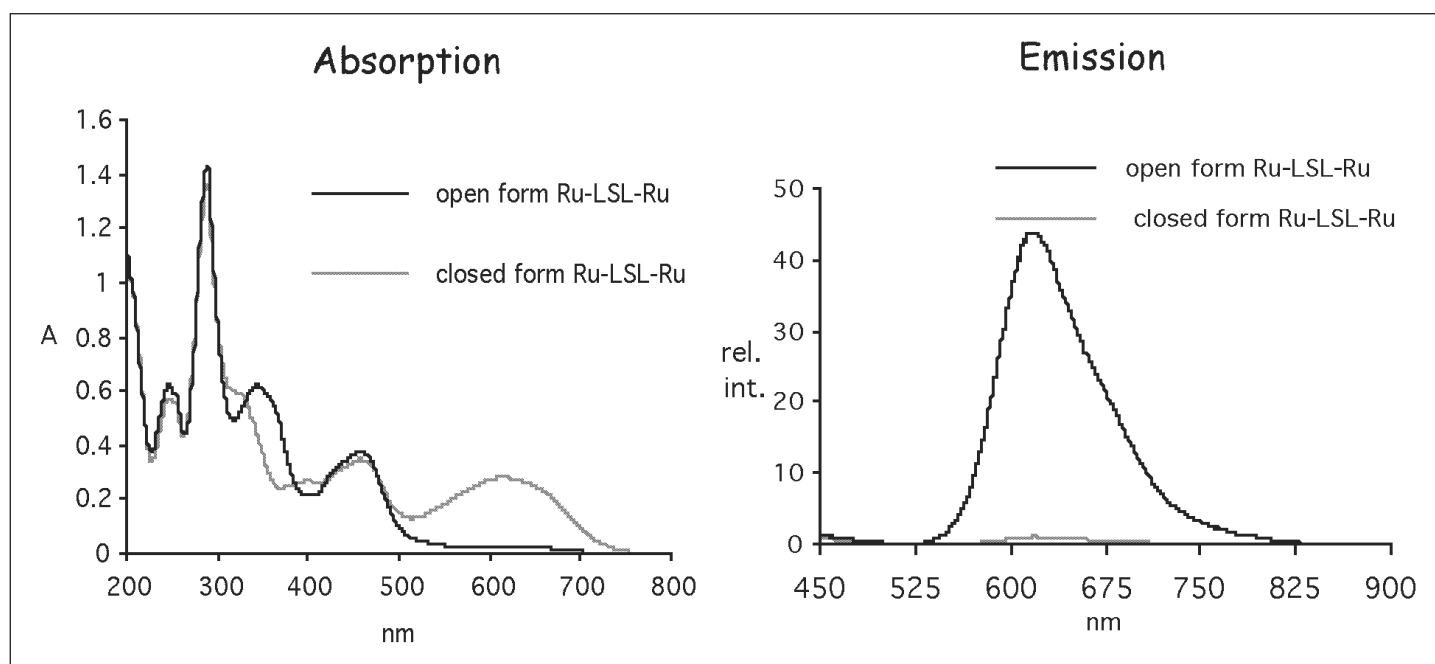 Absorption
1.6
1.4
1.2
1
0.8
0.6
0.4
0.2
0
A
open form Ru-LSL-Ru
closed form Ru-LSL-Ru
200 300 400 500 600 700 800
nm
Emission
50
40
30
20
10
0
rel.
int.
open form Ru-LSL-Ru
closed form Ru-LSL-Ru
450 525 600 675 750 825 900
nm